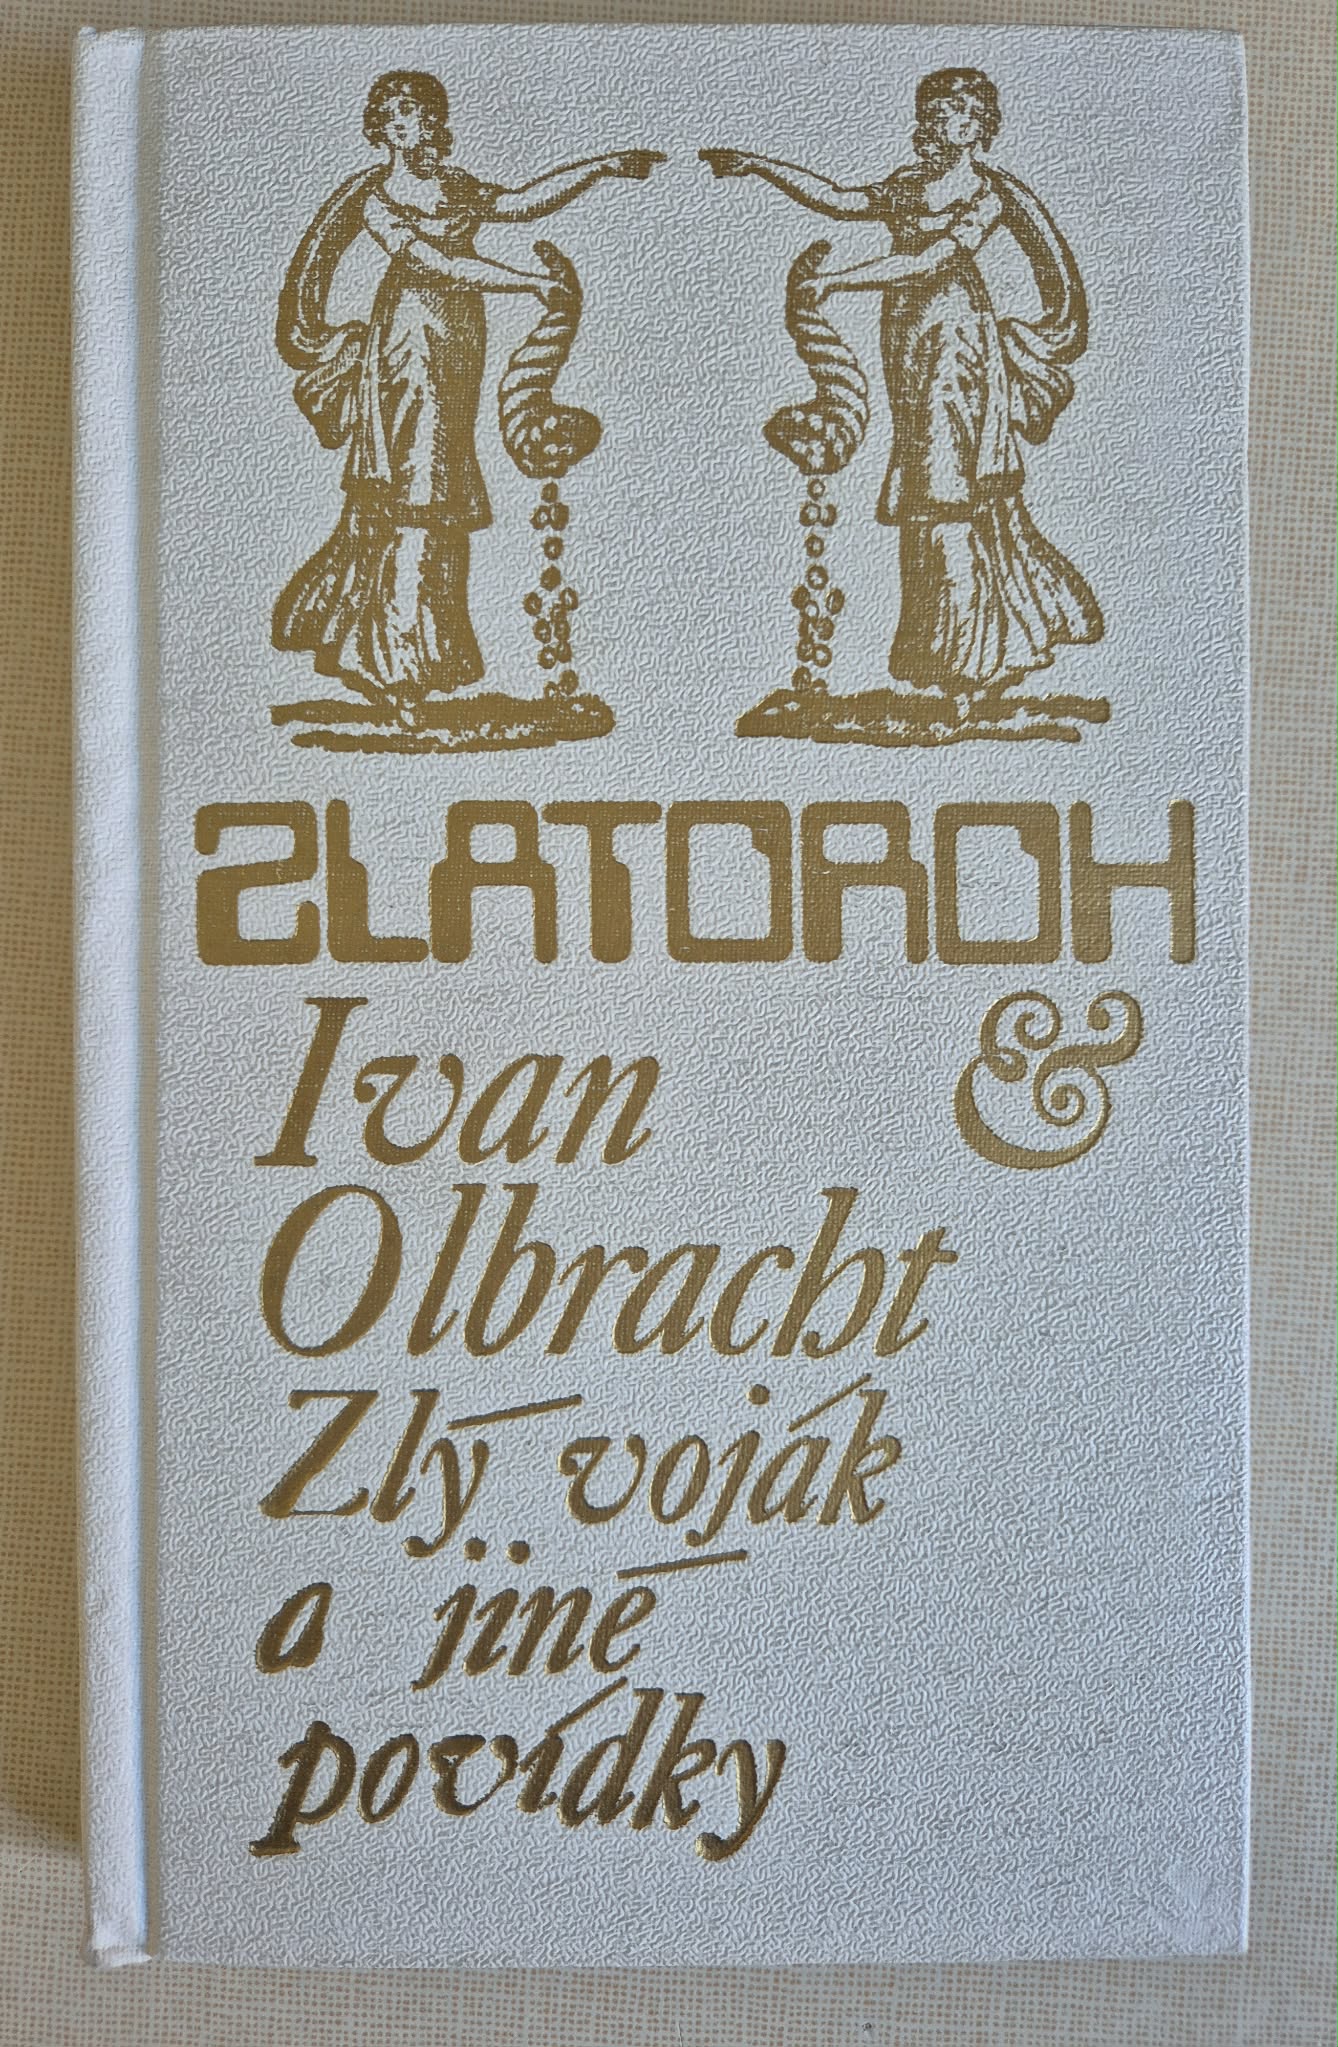 ZLATOROH
Ivan &
Olbracht
Zlý voják
a jiné
povídky